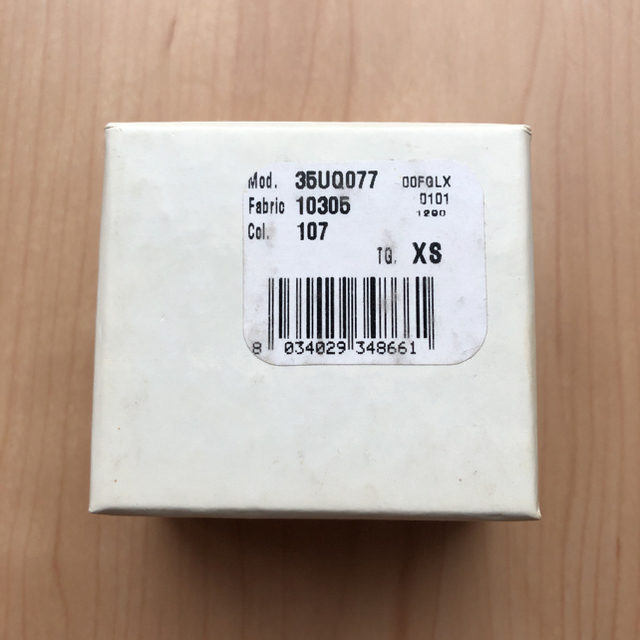 Mod. 35UQ077 00FGLX
Fabric 10305 0101
1290
Col. 107
TG. XS
8 034029 348661